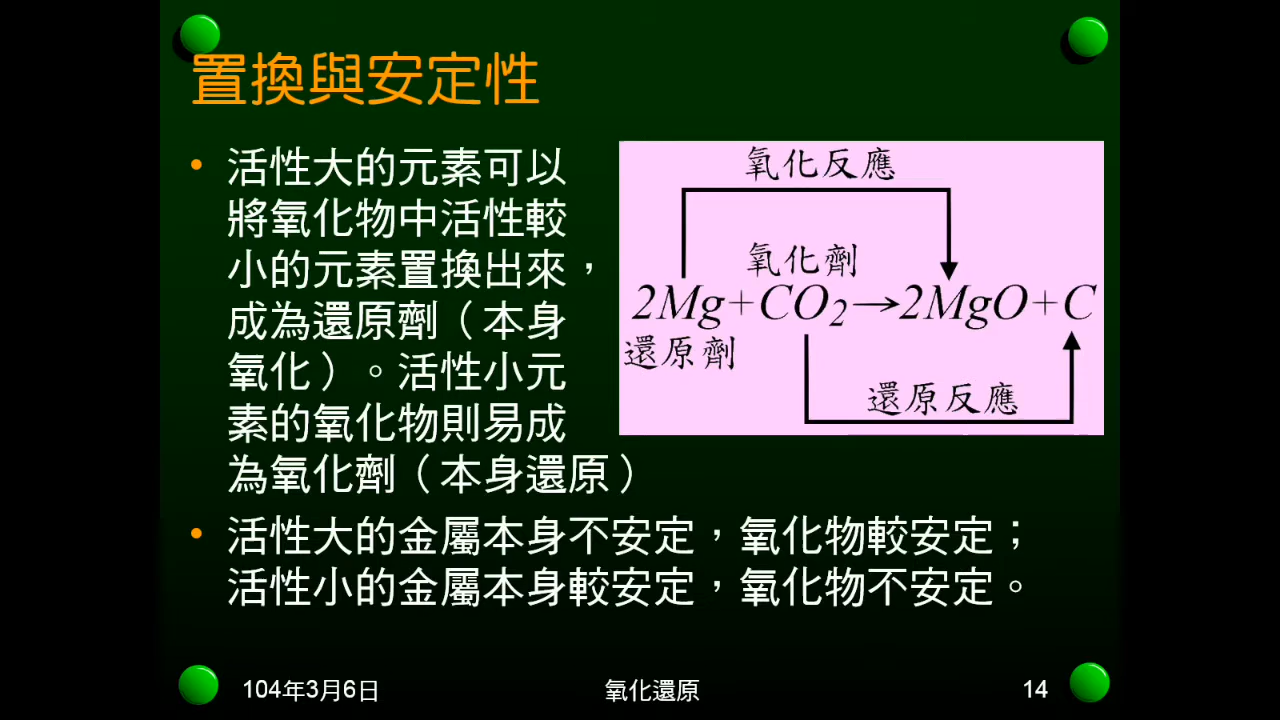 置換與安定性
• 活性大的元素可以
將氧化物中活性較
小的元素置換出來，
成為還原劑（本身
氧化）。活性小元
素的氧化物則易成
為氧化劑（本身還原）
氧化反應
氧化劑
2Mg+CO₂→2MgO+C
還原劑
還原反應
• 活性大的金屬本身不安定，氧化物較安定；
活性小的金屬本身較安定，氧化物不安定。
104年3月6日
氧化還原
14